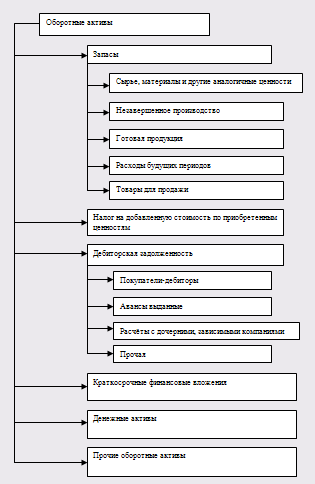 Оборотные активы
Запасы
Сырье, материалы и другие аналогичные ценности
Незавершенное производство
Готовая продукция
Расходы будущих периодов
Товары для продажи
Налог на добавленную стоимость по приобретенным
ценностям
Дебиторская задолженность
Покупатели-дебиторы
Авансы выданные
Расчёты с дочерними, зависимыми компаниями
Прочая
Краткосрочные финансовые вложения
Денежные активы
Прочие оборотные активы